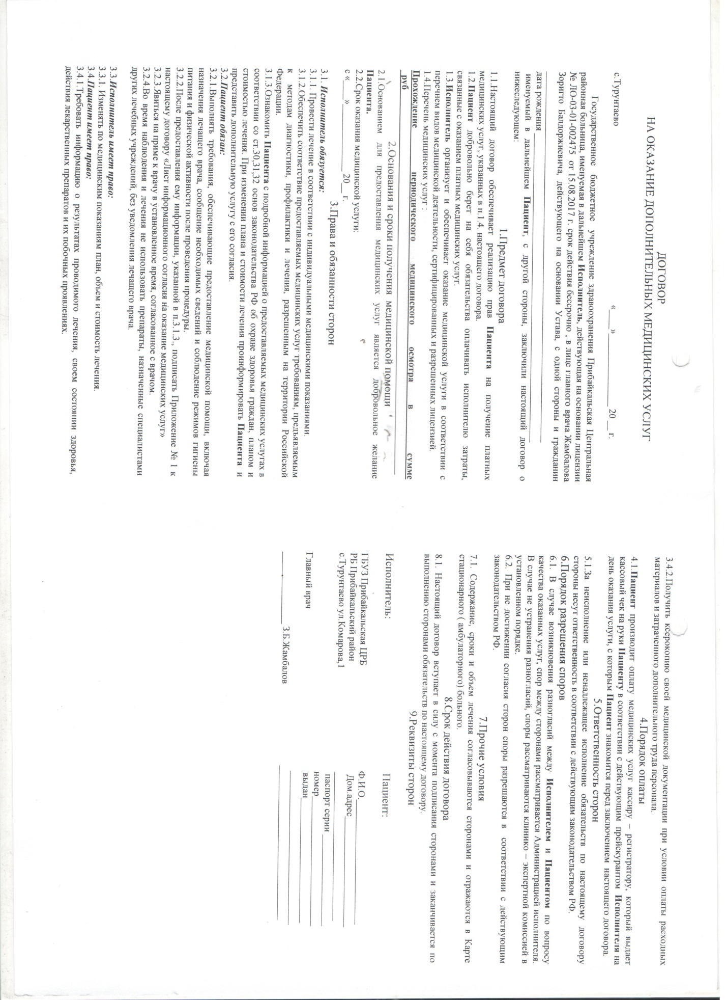 ДОГОВОР
НА ОКАЗАНИЕ ДОПОЛНИТЕЛЬНЫХ МЕДИЦИНСКИХ УСЛУГ
с.Турунтаево «____»________________ 20 __ г.
Государственное бюджетное учреждение здравоохранения Прибайкальская Центральная
районная больница, именуемая в дальнейшем Исполнитель, действующая на основании лицензии
№ ЛО-03-01-002475 от 15.08.2017 г. срок действия бессрочно , в лице главного врача Жамбалова
Зоригто Балдоржиевича, действующего на основании Устава, с одной стороны и гражданин
________________________________________
дата рождения ________________________________________
именуемый в дальнейшем Пациент, с другой стороны, заключили настоящий договор о
нижеследующем:
1.Предмет договора
1.1.Настоящий договор обеспечивает реализацию прав Пациента на получение платных
медицинских услуг, указанных в п.1.4. настоящего договора.
1.2.Пациент добровольно берет на себя обязательства оплачивать исполнителю затраты,
связанные с оказанием платных медицинских услуг.
1.3.Исполнитель организует и обеспечивает оказание медицинской услуги в соответствии с
перечнем видов медицинской деятельности, сертифицированных и разрешенных лицензией.
1.4.Перечень медицинских услуг :
Прохождение периодического медицинского осмотра в сумме
руб
2.Основания и сроки получения медицинской помощи
2.1.Основанием для предоставления медицинских услуг является добровольное желание
Пациента.
2.2.Срок оказания медицинской услуги:
с «____»________________ 20__ г.
3.Права и обязанности сторон
3.1. Исполнитель обязуется:
3.1.1. Провести лечение в соответствии с индивидуальными медицинскими показаниями.
3.1.2.Обеспечить соответствие предоставляемых медицинских услуг требованиям, предъявляемым
к методам диагностики, профилактики и лечения, разрешенным на территории Российской
Федерации.
3.1.3.Ознакомить Пациента с подробной информацией о предоставляемых медицинских услугах в
соответствии со ст.30,31,32 основ законодательства РФ об охране здоровья граждан, планом и
стоимостью лечения. При изменении плана и стоимости лечения проинформировать Пациента и
представить дополнительную услугу с его согласия.
3.2.Пациент обязан:
3.2.1.Выполнять требования, обеспечивающие предоставление медицинской помощи, включая
назначения лечащего врача, сообщение необходимых сведений и соблюдение режимов гигиены
питания и физической активности после проведения процедуры.
3.2.2.После предоставления ему информации, указанной в п.3.1.3., подписать Приложение № 1 к
настоящему договору «Лист информационного согласия на оказание медицинских услуг»
3.2.3.Явиться на приме к врачу в установленное время, согласованное с врачом.
3.2.4.Во время наблюдения и лечения не использовать препараты, назначенные специалистами
других лечебных учреждений, без уведомления лечащего врача.
3.3.Исполнитель имеет право:
3.3.1. Изменять по медицинским показаниям план, объем и стоимость лечения.
3.4.Пациент имеет право:
3.4.1.Требовать информацию о результатах проводимого лечения, своем состоянии здоровья,
действия лекарственных препаратов и их побочных проявлениях.
3.4.2.Получить ксерокопию своей медицинской документации при условии оплаты расходных
материалов и затраченного дополнительного труда персонала.
4.Порядок оплаты
4.1.Пациент производит оплату медицинских услуг кассиру – регистратору, который выдает
кассовый чек на руки Пациенту в соответствии с действующим прейскурантом Исполнителя на
день оказания услуги, с которым Пациент знакомится перед заключением настоящего договора.
5.Ответственность сторон
5.1.За неисполнение или ненадлежащее исполнение обязательств по настоящему договору
стороны несут ответственность в соответствии с действующим законодательством РФ.
6.Порядок разрешения споров
6.1. В случае возникновения разногласий между Исполнителем и Пациентом по вопросу
качества оказанных услуг, спор между сторонами рассматривается Администрацией исполнителя.
В случае не устранения разногласий, споры рассматриваются клинико – экспертной комиссией в
установленном порядке.
6.2. При не достижении согласия сторон споры разрешаются в соответствии с действующим
законодательством РФ.
7.Прочие условия
7.1. Содержание, сроки и объем лечения согласовываются сторонами и отражаются в Карте
стационарного ( амбулаторного) больного.
8.Срок действия договора
8.1. Настоящий договор вступает в силу с момента подписания сторонами и заканчивается по
выполнению сторонами обязательств по настоящему договору.
9.Реквизиты сторон
Исполнитель: Пациент:
ГБУЗ Прибайкальская ЦРБ Ф.И.О.____________________
РБ Прибайкальский район Дом.адрес____________________
с.Турунтаево ул.Комарова,1 ____________________
паспорт серии ____________________
номер ____________________
Главный врач выдан____________________
____________________
________________ З.Б.Жамбалов ____________________